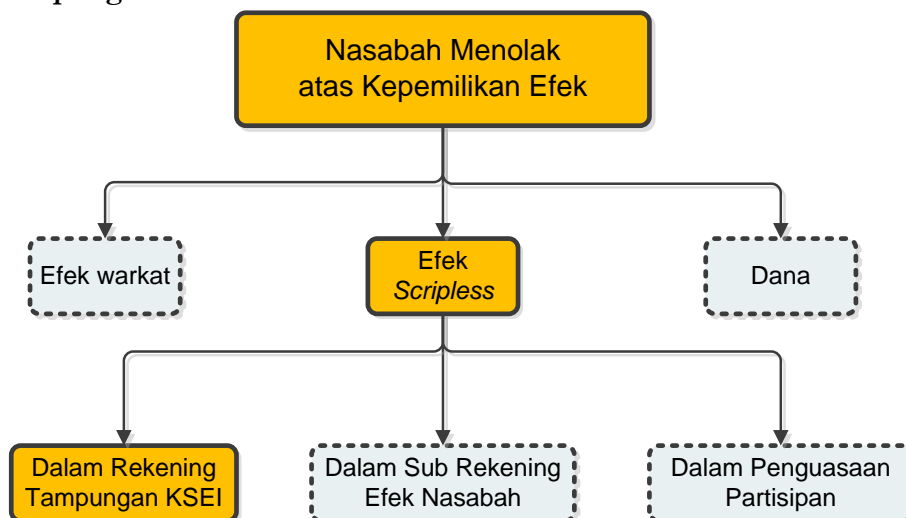 Nasabah Menolak
atas Kepemilikan Efek
Efek warkat
Efek
Scripless
Dana
Dalam Rekening
Tampungan KSEI
Dalam Sub Rekening
Efek Nasabah
Dalam Penguasaan
Partisipan